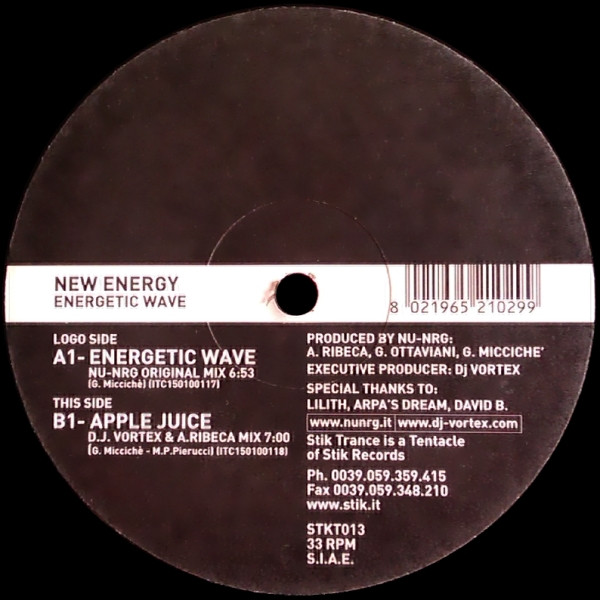 NEW ENERGY
ENERGETIC WAVE
8 021965 210299
LOGO SIDE
A1- ENERGETIC WAVE
NU-NRG ORIGINAL MIX 6:53
(G. Miccichè) (ITC150100117)
THIS SIDE
B1- APPLE JUICE
D.J. VORTEX & A.RIBECA MIX 7:00
(G. Miccichè - M.P.Pierucci) (ITC150100118)
PRODUCED BY NU-NRG:
A. RIBECA, G. OTTAVIANI, G. MICCICHE'
EXECUTIVE PRODUCER: Dj VORTEX
SPECIAL THANKS TO:
LILITH, ARPA'S DREAM, DAVID B.
www.nunrg.it www.dj-vortex.com
Stik Trance is a Tentacle
of Stik Records
Ph. 0039.059.359.415
Fax 0039.059.348.210
www.stik.it
STKT013
33 RPM
S.I.A.E.